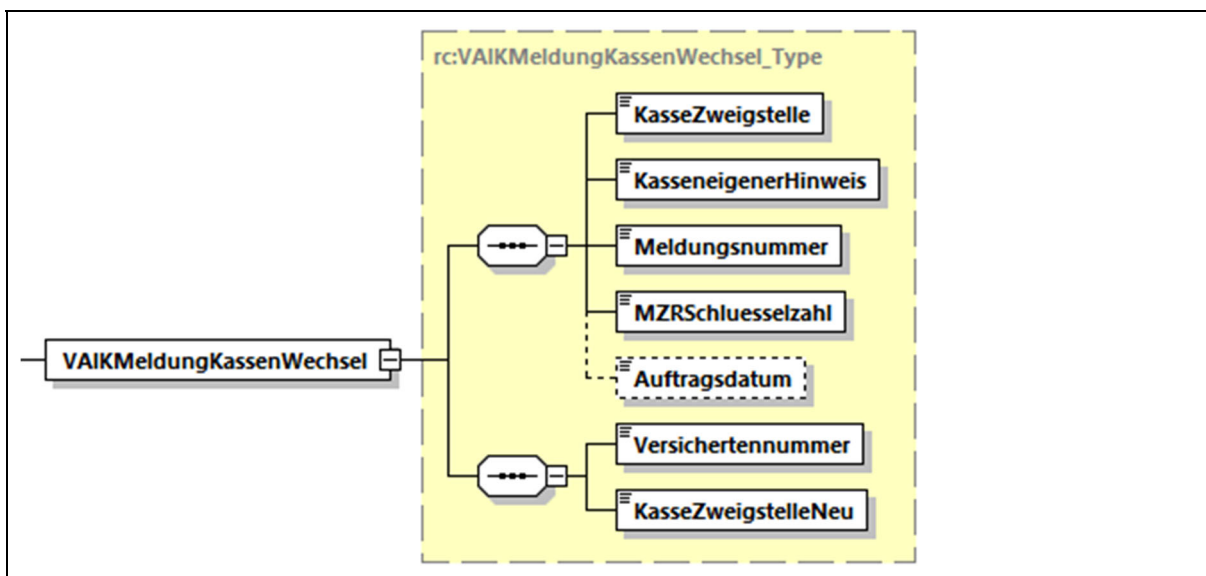 rc:VAIKMeldungKassenWechsel_Type
KasseZweigstelle
KasseneigenerHinweis
Meldungsnummer
MZRSchluesselzahl
VAIKMeldungKassenWechsel
Auftragsdatum
Versichertennummer
KasseZweigstelleNeu